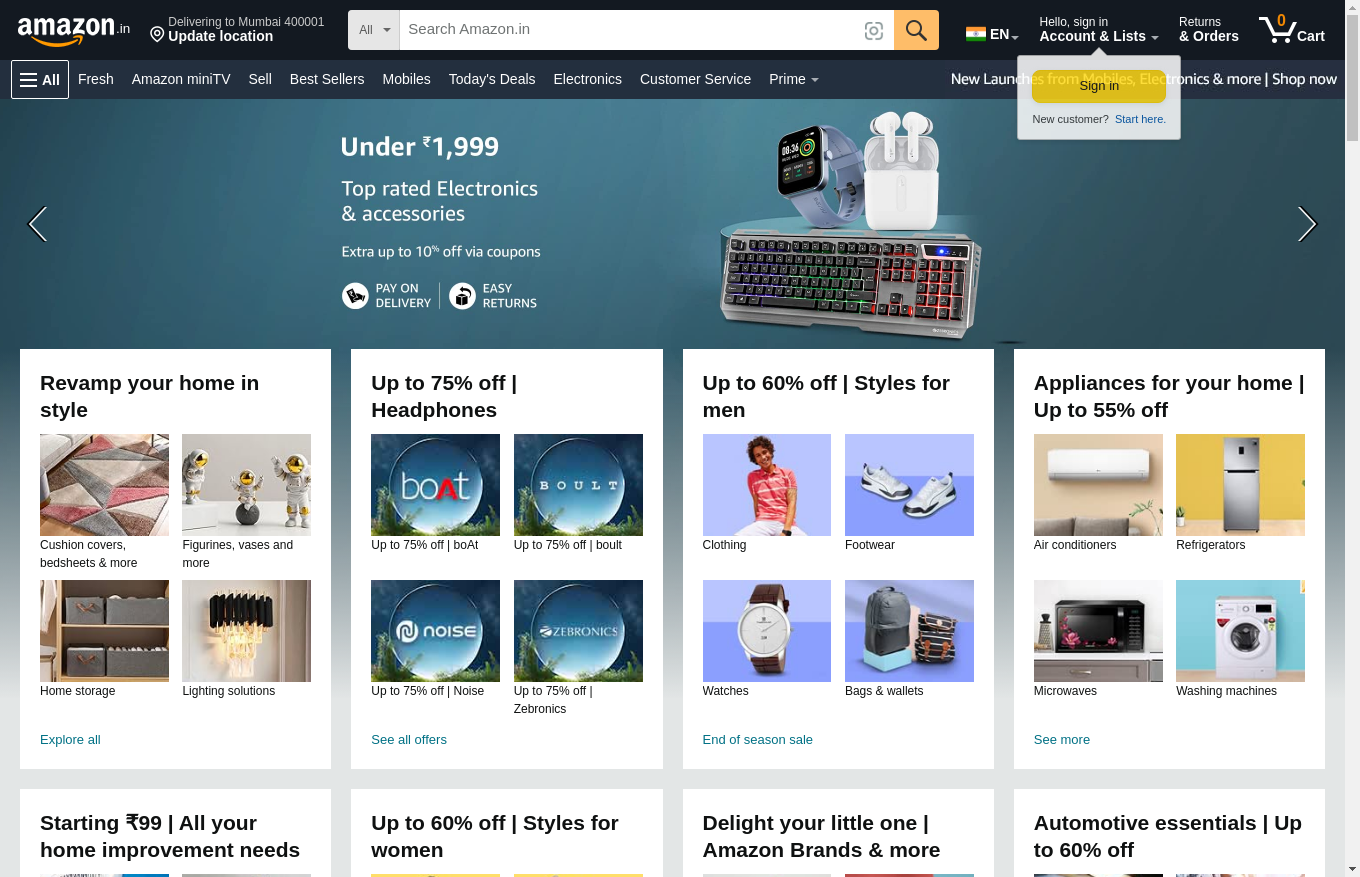 amazon.in
Delivering to Mumbai 400001
Update location
All
Search Amazon.in
EN
Hello, sign in
Account & Lists
Returns
& Orders
0
Cart
All
Fresh
Amazon miniTV
Sell
Best Sellers
Mobiles
Today's Deals
Electronics
Customer Service
Prime
New Launches from Mobiles, Electronics & more | Shop now
Sign in
New customer? Start here.
Under ₹1,999
Top rated Electronics
& accessories
Extra up to 10% off via coupons
PAY ON
DELIVERY
EASY
RETURNS
08:36
Revamp your home in
style
Cushion covers,
bedsheets & more
Figurines, vases and
more
Home storage
Lighting solutions
Explore all
Up to 75% off |
Headphones
boAt
BOULT
Up to 75% off | boAt
Up to 75% off | boult
NOISE
ZEBRONICS
Up to 75% off | Noise
Up to 75% off |
Zebronics
See all offers
Up to 60% off | Styles for
men
Clothing
Footwear
Watches
Bags & wallets
End of season sale
Appliances for your home |
Up to 55% off
Air conditioners
Refrigerators
Microwaves
Washing machines
See more
Starting ₹99 | All your
home improvement needs
Up to 60% off | Styles for
women
Delight your little one |
Amazon Brands & more
Automotive essentials | Up
to 60% off